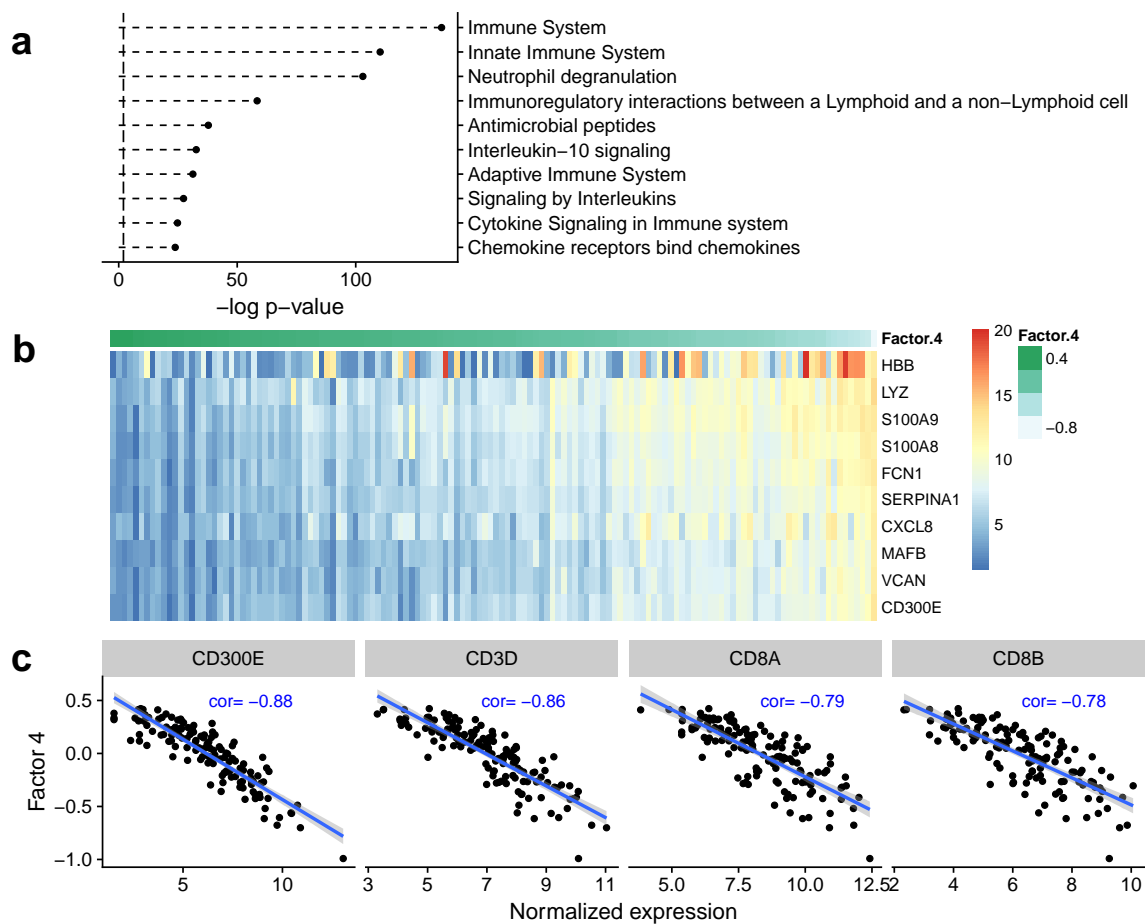 a
Immune System
Innate Immune System
Neutrophil degranulation
Immunoregulatory interactions between a Lymphoid and a non−Lymphoid cell
Antimicrobial peptides
Interleukin−10 signaling
Adaptive Immune System
Signaling by Interleukins
Cytokine Signaling in Immune system
Chemokine receptors bind chemokines
0 50 100
−log p−value
b
Factor.4
HBB
LYZ
S100A9
S100A8
FCN1
SERPINA1
CXCL8
MAFB
VCAN
CD300E
20
15
10
5
Factor.4
0.4
−0.8
c
CD300E CD3D CD8A CD8B
cor= −0.88 cor= −0.86 cor= −0.79 cor= −0.78
Factor 4
0.5
0.0
−0.5
−1.0
5 10 3 5 7 9 11 5.0 7.5 10.0 12.5 2 4 6 8 10
Normalized expression